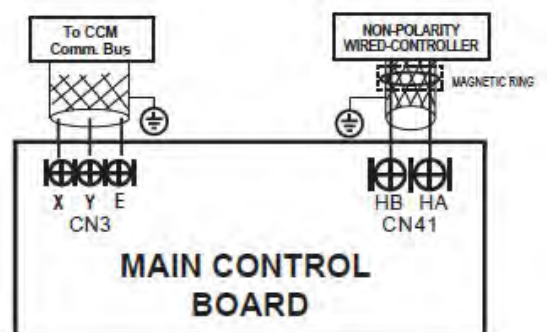 To CCM
Comm. Bus
NON-POLARITY
WIRED-CONTROLLER
MAGNETIC RING
X Y E
CN3
HB HA
CN41
MAIN CONTROL
BOARD